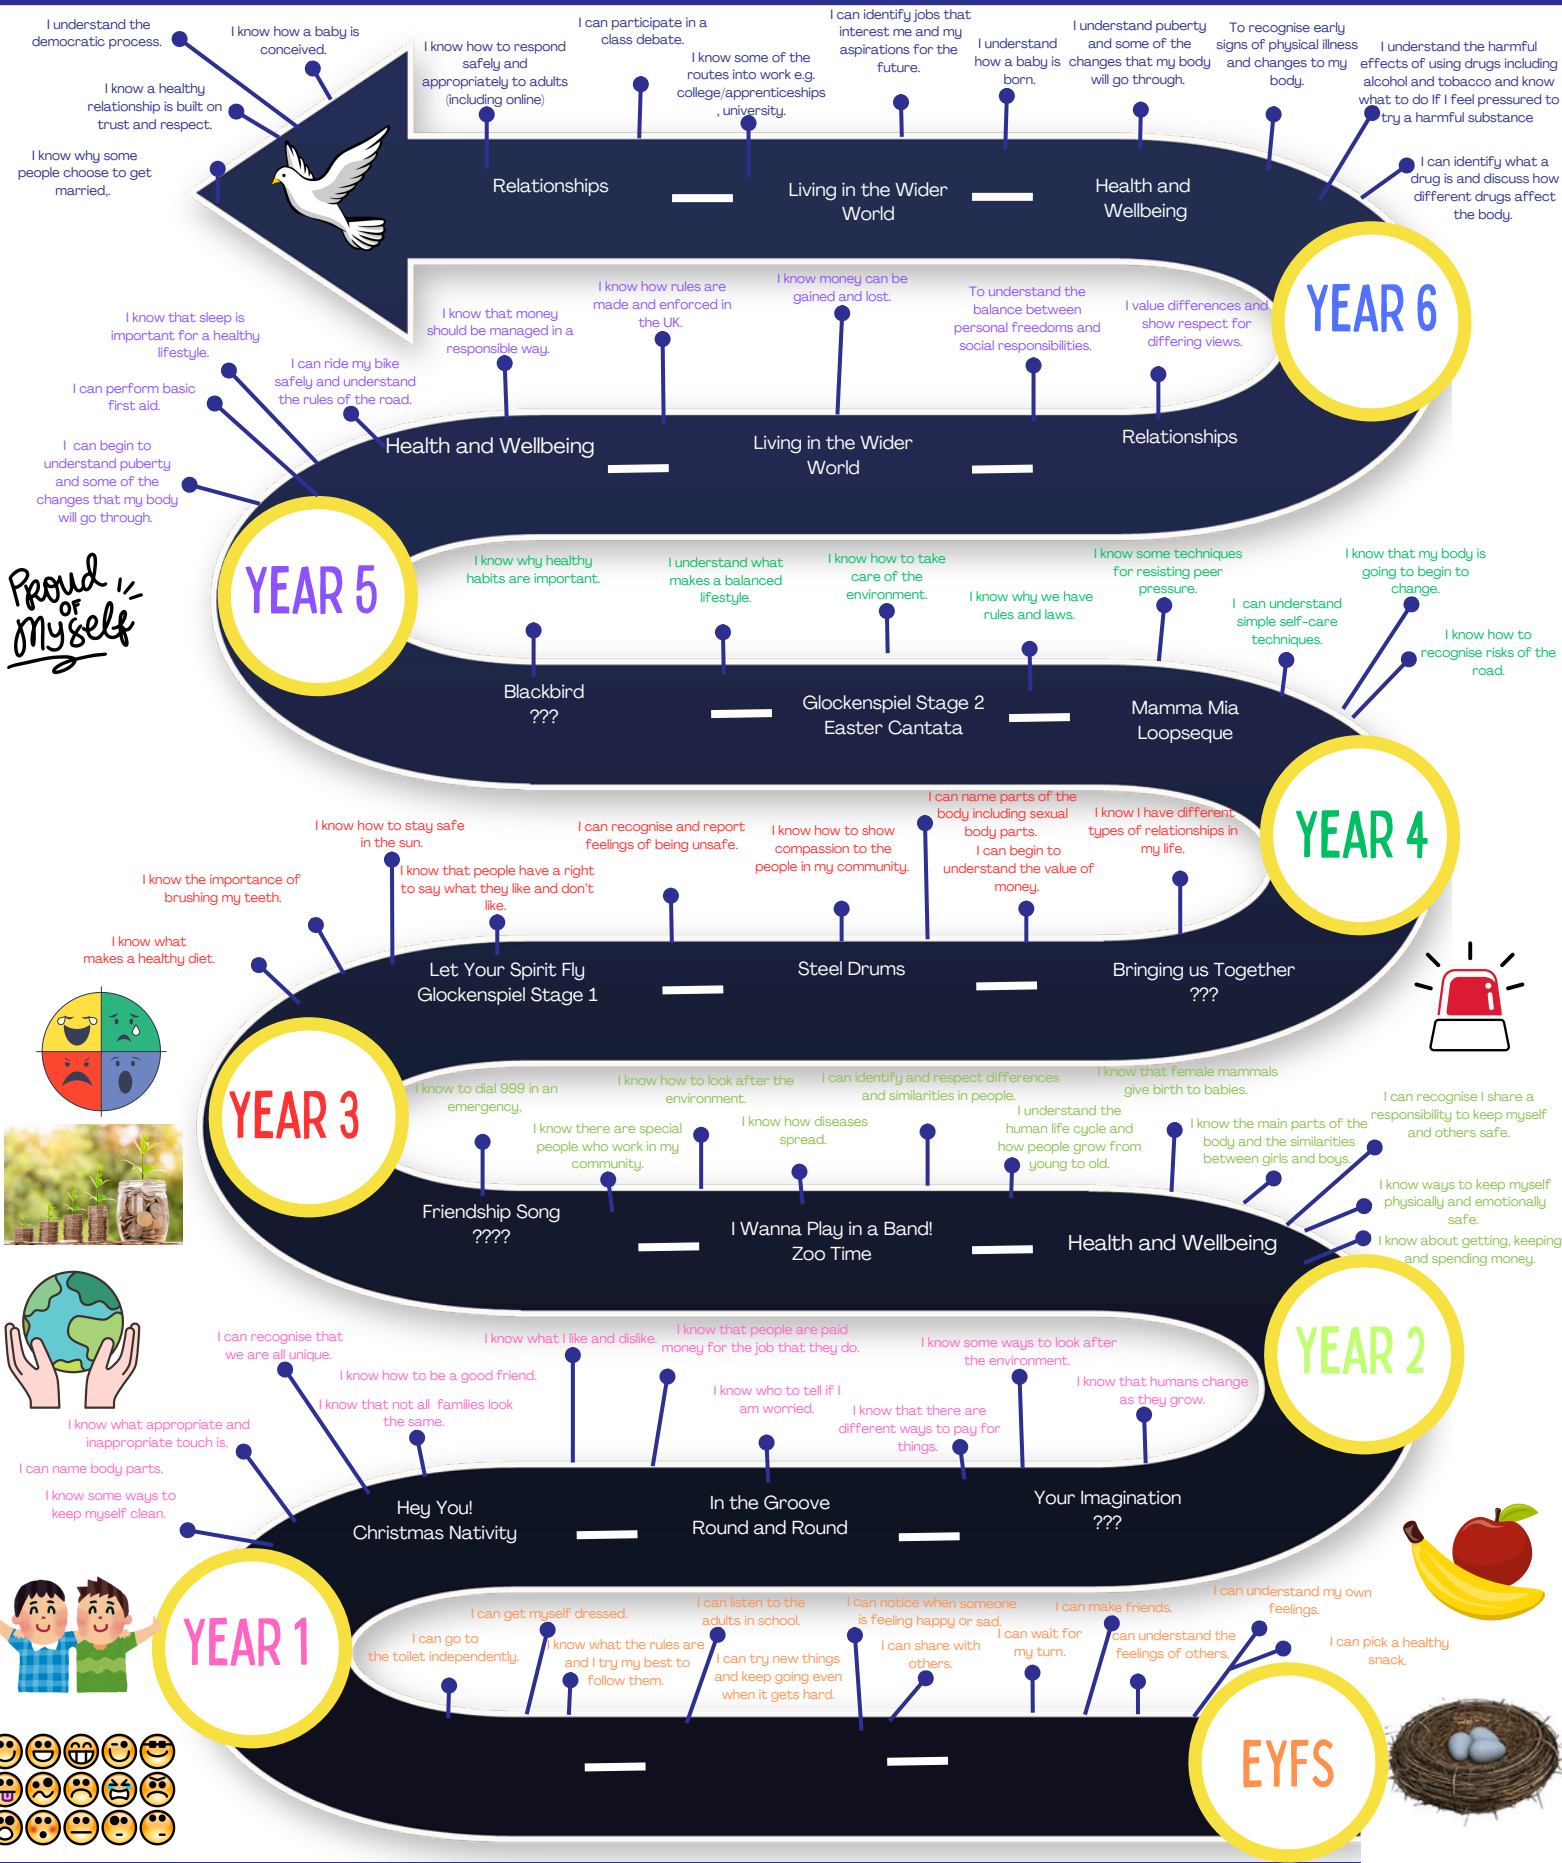 I understand the
democratic process.
I know how a baby is
conceived.
I know a healthy
relationship is built on
trust and respect.
I know why some
people choose to get
married,.
I know how to respond
safely and
appropriately to adults
(including online)
I can participate in a
class debate.
I know some of the
routes into work e.g.
college/apprenticeships
, university.
I can identify jobs that
interest me and my
aspirations for the
future.
I understand
how a baby is
born.
I understand puberty
and some of the
changes that my body
will go through.
To recognise early
signs of physical illness
and changes to my
body.
I understand the harmful
effects of using drugs including
alcohol and tobacco and know
what to do If I feel pressured to
try a harmful substance
I can identify what a
drug is and discuss how
different drugs affect
the body.
Relationships
Living in the Wider
World
Health and
Wellbeing
YEAR 6
I know that sleep is
important for a healthy
lifestyle.
I can perform basic
first aid.
I can begin to
understand puberty
and some of the
changes that my body
will go through.
I can ride my bike
safely and understand
the rules of the road.
I know that money
should be managed in a
responsible way.
I know how rules are
made and enforced in
the UK.
I know money can be
gained and lost.
To understand the
balance between
personal freedoms and
social responsibilities.
I value differences and
show respect for
differing views.
Health and Wellbeing
Living in the Wider
World
Relationships
Proud
OF
Myself
YEAR 5
I know why healthy
habits are important.
I understand what
makes a balanced
lifestyle.
I know how to take
care of the
environment.
I know why we have
rules and laws.
I know some techniques
for resisting peer
pressure.
I can understand
simple self-care
techniques.
I know that my body is
going to begin to
change.
I know how to
recognise risks of the
road.
Blackbird
???
Glockenspiel Stage 2
Easter Cantata
Mamma Mia
Loopseque
YEAR 4
I know what
makes a healthy diet.
I know the importance of
brushing my teeth.
I know how to stay safe
in the sun.
I know that people have a right
to say what they like and don't
like.
I can recognise and report
feelings of being unsafe.
I know how to show
compassion to the
people in my community.
I can name parts of the
body including sexual
body parts.
I can begin to
understand the value of
money.
I know I have different
types of relationships in
my life.
Let Your Spirit Fly
Glockenspiel Stage 1
Steel Drums
Bringing us Together
???
YEAR 3
I know to dial 999 in an
emergency,
I know there are special
people who work in my
community.
I know how to look after the
environment.
I know how diseases
spread.
I can identify and respect differences
and similarities in people.
I understand the
human life cycle and
how people grow from
young to old.
I know that female mammals
give birth to babies.
I know the main parts of the
body and the similarities
between girls and boys.
I can recognise I share a
responsibility to keep myself
and others safe.
I know ways to keep myself
physically and emotionally
safe.
I know about getting, keeping
and spending money.
Friendship Song
????
I Wanna Play in a Band!
Zoo Time
Health and Wellbeing
YEAR 2
I can recognise that
we are all unique.
I know how to be a good friend.
I know that not all families look
the same.
I know what appropriate and
inappropriate touch is.
I can name body parts.
I know some ways to
keep myself clean.
I know what I like and dislike.
I know that people are paid
money for the job that they do.
I know who to tell if I
am worried.
I know that there are
different ways to pay for
things.
I know some ways to look after
the environment.
I know that humans change
as they grow.
Hey You!
Christmas Nativity
In the Groove
Round and Round
Your Imagination
???
YEAR 1
I can go to
the toilet independently.
I can get myself dressed.
I know what the rules are
and I try my best to
follow them.
I can listen to the
adults in school.
I can try new things
and keep going even
when it gets hard.
I can notice when someone
is feeling happy or sad.
I can share with
others.
I can wait for
my turn.
I can make friends.
can understand the
feelings of others.
I can understand my own
feelings.
I can pick a healthy
snack.
EYFS